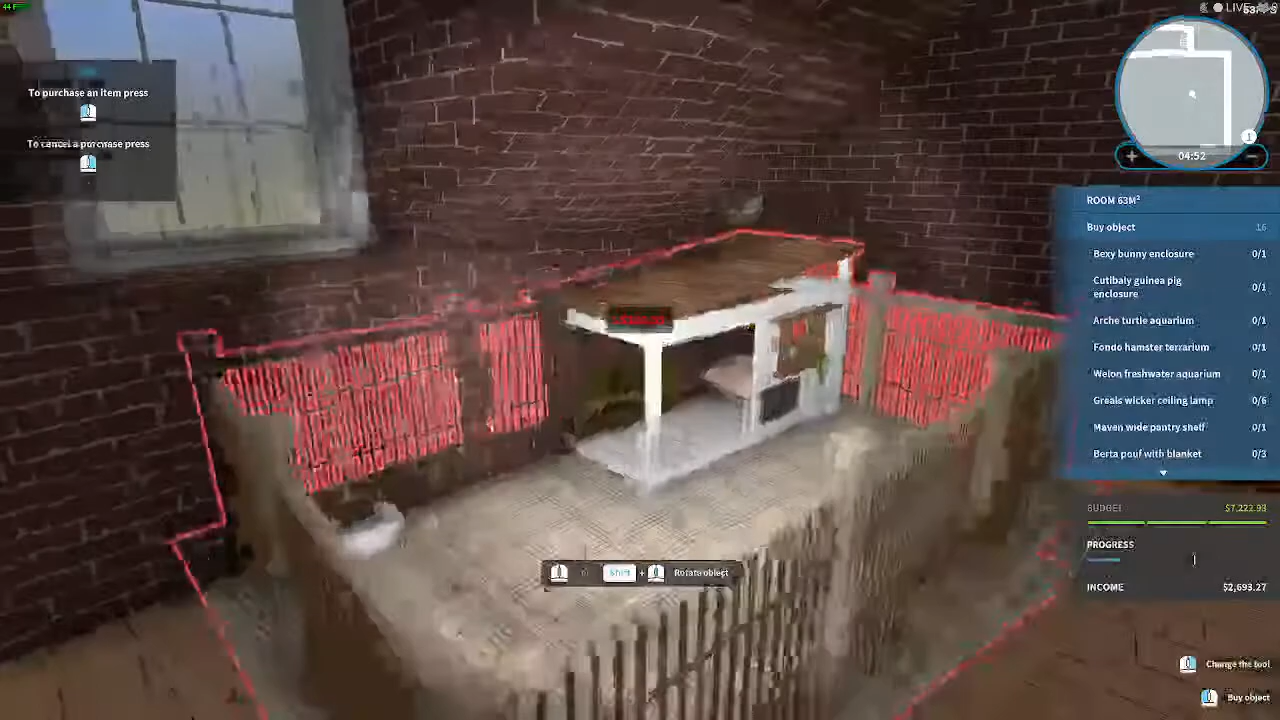 LIVE
To purchase an item press
To cancel a purchase press
04:52
1
ROOM 63M²
Buy object 16
Bexy bunny enclosure 0/1
Cutibaly guinea pig
enclosure 0/1
Arche turtle aquarium 0/1
Fondo hamster terrarium 0/1
Welon freshwater aquarium 0/1
Greals wicker ceiling lamp 0/6
Maven wide pantry shelf 0/1
Berta pouf with blanket 0/3
BUDGET $7,222.93
PROGRESS
INCOME $2,693.27
Shift + Rotate object
Change the tool
Buy object